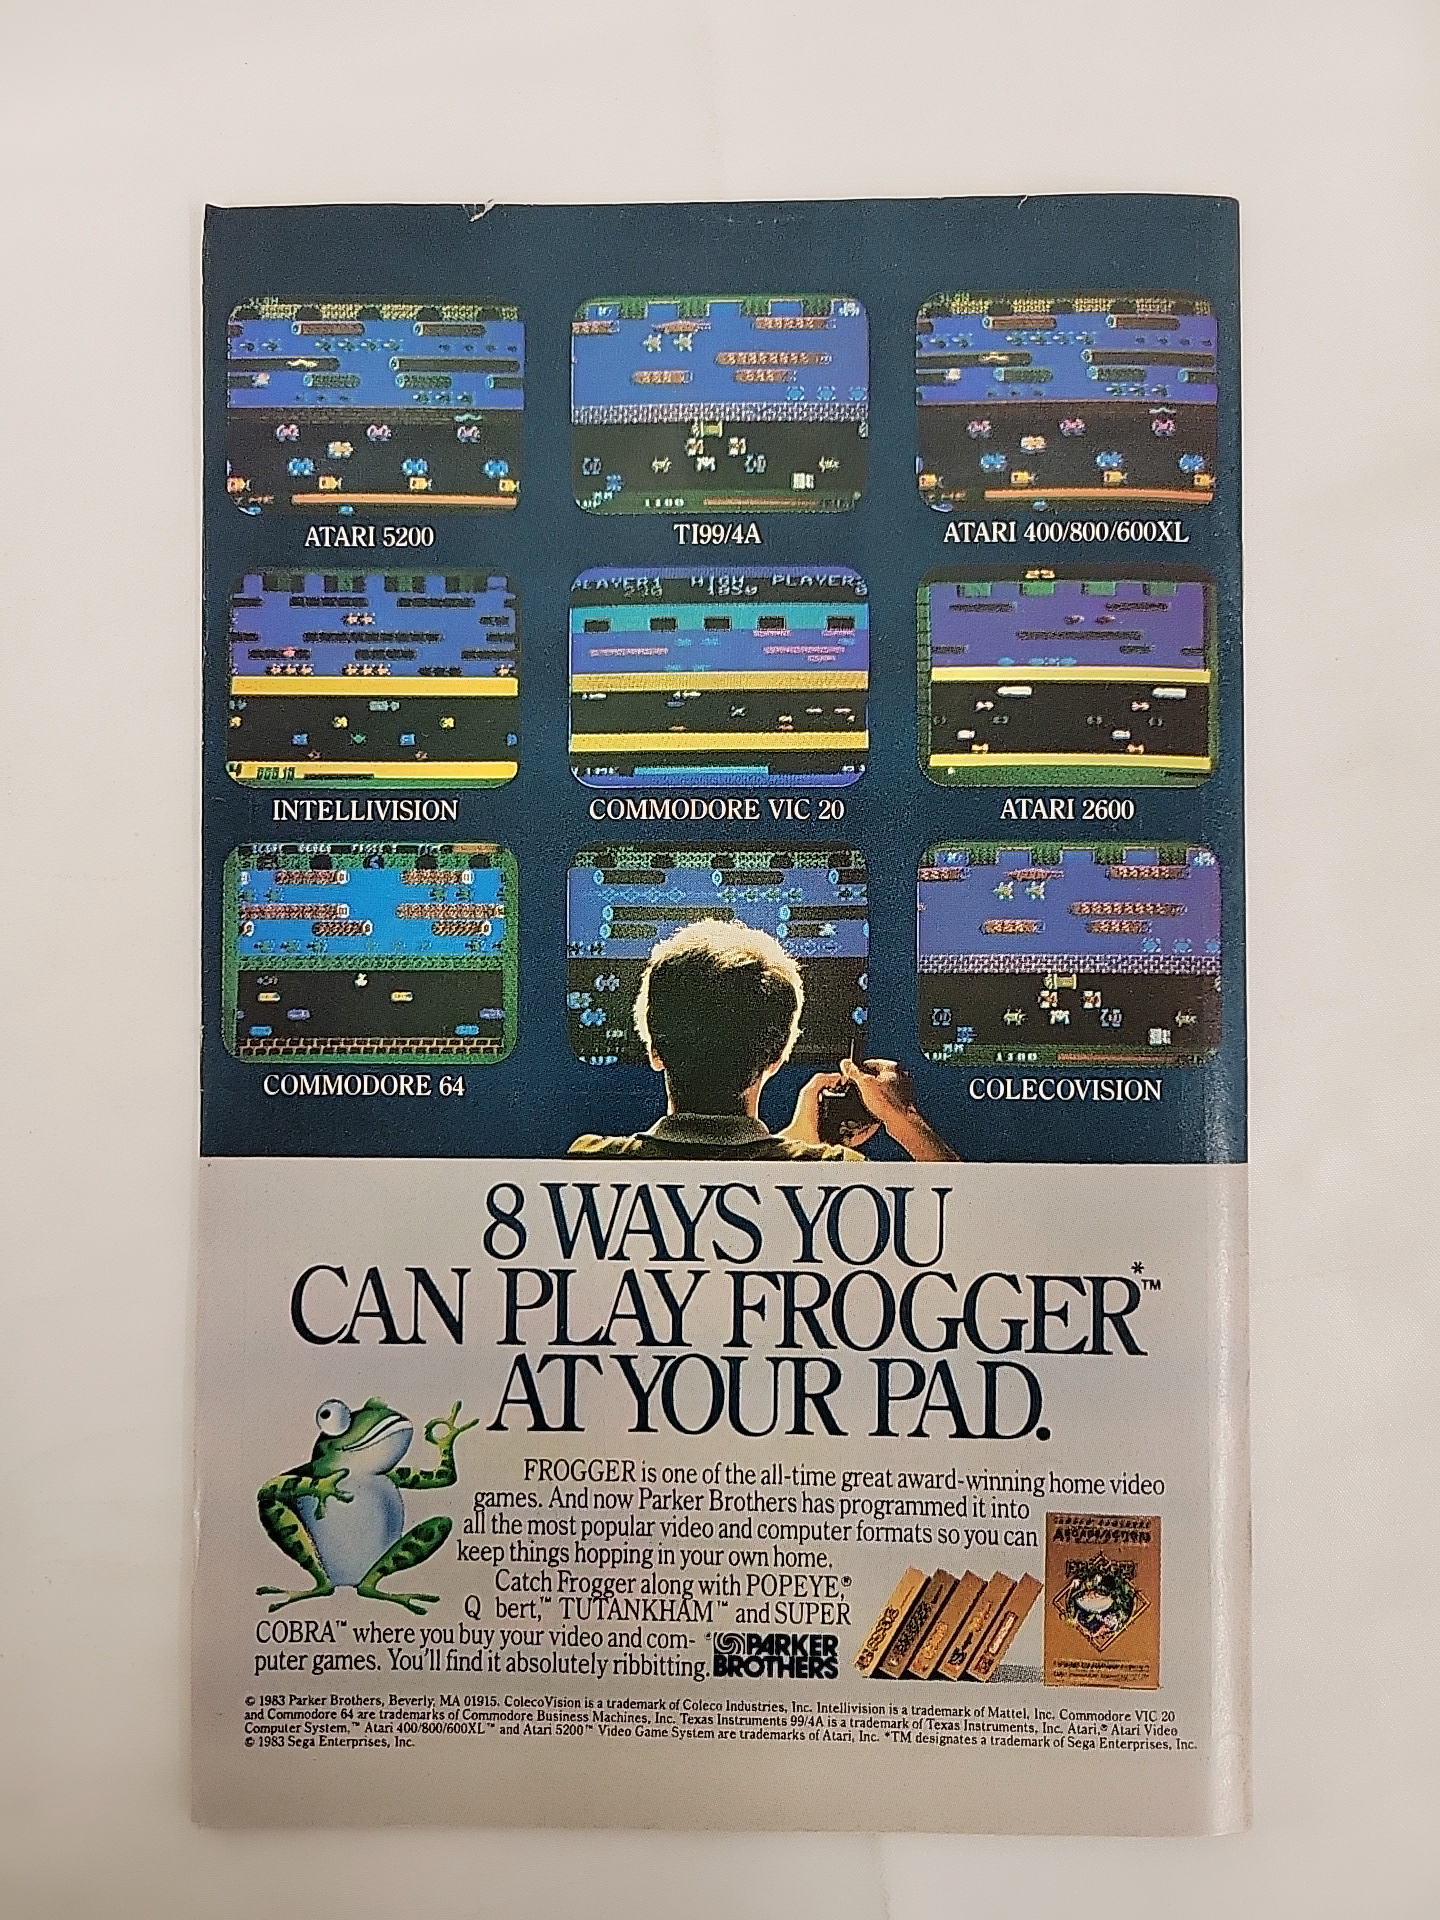 ATARI 5200
TI99/4A
ATARI 400/800/600XL
PLAYER1 HIGH PLAYER
INTELLIVISION
COMMODORE VIC 20
ATARI 2600
COMMODORE 64
COLECOVISION
8 WAYS YOU
CAN PLAY FROGGER*™
AT YOUR PAD.
FROGGER is one of the all-time great award-winning home video
games. And now Parker Brothers has programmed it into
all the most popular video and computer formats so you can
keep things hopping in your own home.
Catch Frogger along with POPEYE,®
Q bert,™ TUTANKHAM™ and SUPER
COBRA™ where you buy your video and com-
puter games. You'll find it absolutely ribbitting.
PARKER
BROTHERS
© 1983 Parker Brothers, Beverly, MA 01915. ColecoVision is a trademark of Coleco Industries, Inc. Intellivision is a trademark of Mattel, Inc. Commodore VIC 20
and Commodore 64 are trademarks of Commodore Business Machines, Inc. Texas Instruments 99/4A is a trademark of Texas Instruments, Inc. Atari,® Atari Video
Computer System,™ Atari 400/800/600XL™ and Atari 5200™ Video Game System are trademarks of Atari, Inc. *TM designates a trademark of Sega Enterprises, Inc.
© 1983 Sega Enterprises, Inc.